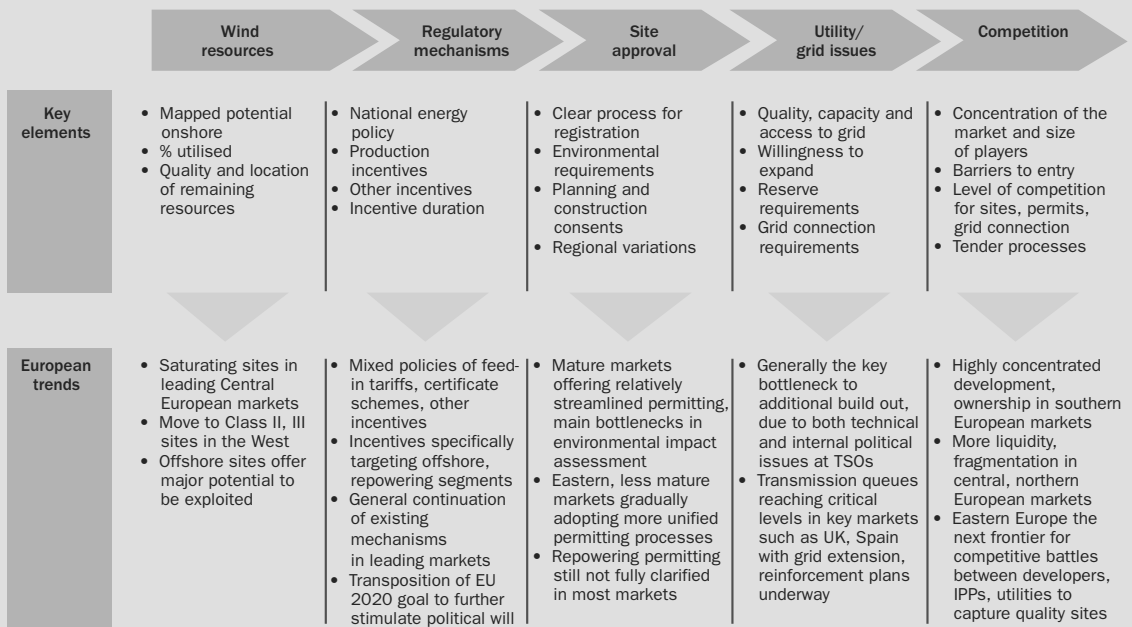 Wind
resources
Regulatory
mechanisms
Site
approval
Utility/
grid issues
Competition
Key
elements
• Mapped potential
onshore
• % utilised
• Quality and location
of remaining
resources
• National energy
policy
• Production
incentives
• Other incentives
• Incentive duration
• Clear process for
registration
• Environmental
requirements
• Planning and
construction
consents
• Regional variations
• Quality, capacity and
access to grid
• Willingness to
expand
• Reserve
requirements
• Grid connection
requirements
• Concentration of the
market and size
of players
• Barriers to entry
• Level of competition
for sites, permits,
grid connection
• Tender processes
European
trends
• Saturating sites in
leading Central
European markets
• Move to Class II, III
sites in the West
• Offshore sites offer
major potential to
be exploited
• Mixed policies of feed-
in tariffs, certificate
schemes, other
incentives
• Incentives specifically
targeting offshore,
repowering segments
• General continuation
of existing
mechanisms
in leading markets
• Transposition of EU
2020 goal to further
stimulate political will
• Mature markets
offering relatively
streamlined permitting,
main bottlenecks in
environmental impact
assessment
• Eastern, less mature
markets gradually
adopting more unified
permitting processes
• Repowering permitting
still not fully clarified
in most markets
• Generally the key
bottleneck to
additional build out,
due to both technical
and internal political
issues at TSOs
• Transmission queues
reaching critical
levels in key markets
such as UK, Spain
with grid extension,
reinforcement plans
underway
• Highly concentrated
development,
ownership in southern
European markets
• More liquidity,
fragmentation in
central, northern
European markets
• Eastern Europe the
next frontier for
competitive battles
between developers,
IPPs, utilities to
capture quality sites